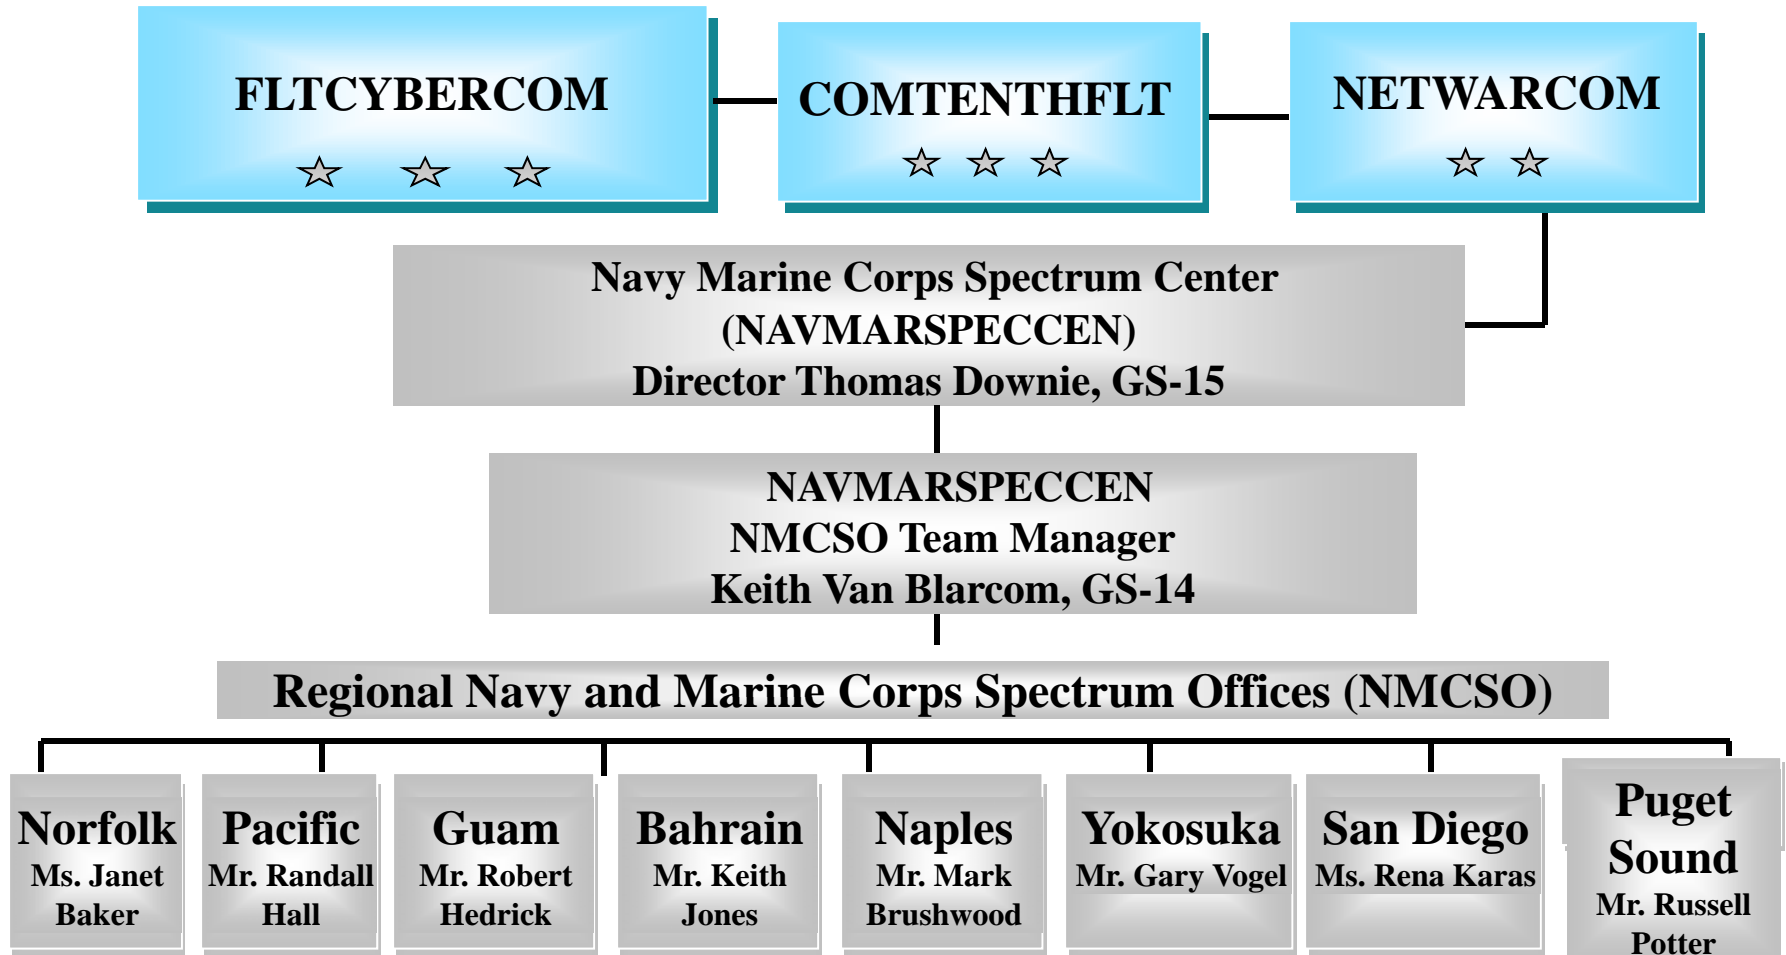 FLTCYBERCOM
COMTENTHFLT
NETWARCOM
Navy Marine Corps Spectrum Center
(NAVMARSPECCEN)
Director Thomas Downie, GS-15
NAVMARSPECCEN
NMCSO Team Manager
Keith Van Blarcom, GS-14
Regional Navy and Marine Corps Spectrum Offices (NMCSO)
Norfolk
Ms. Janet
Baker
Pacific
Mr. Randall
Hall
Guam
Mr. Robert
Hedrick
Bahrain
Mr. Keith
Jones
Naples
Mr. Mark
Brushwood
Yokosuka
Mr. Gary Vogel
San Diego
Ms. Rena Karas
Puget
Sound
Mr. Russell
Potter